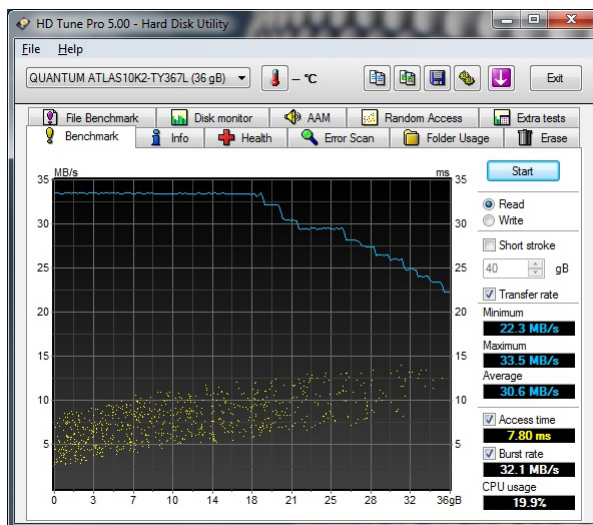 HD Tune Pro 5.00 - Hard Disk Utility
File Help
QUANTUM ATLAS10K2-TY367L (36 gB) – °C Exit
File Benchmark Disk monitor AAM Random Access Extra tests
Benchmark Info Health Error Scan Folder Usage Erase
MB/s ms
35 35
30 30
25 25
20 20
15 15
10 10
5 5
0 3 7 10 14 18 21 25 28 32 36gB
Start
Read
Write
Short stroke
40 gB
Transfer rate
Minimum
22.3 MB/s
Maximum
33.5 MB/s
Average
30.6 MB/s
Access time
7.80 ms
Burst rate
32.1 MB/s
CPU usage
19.9%